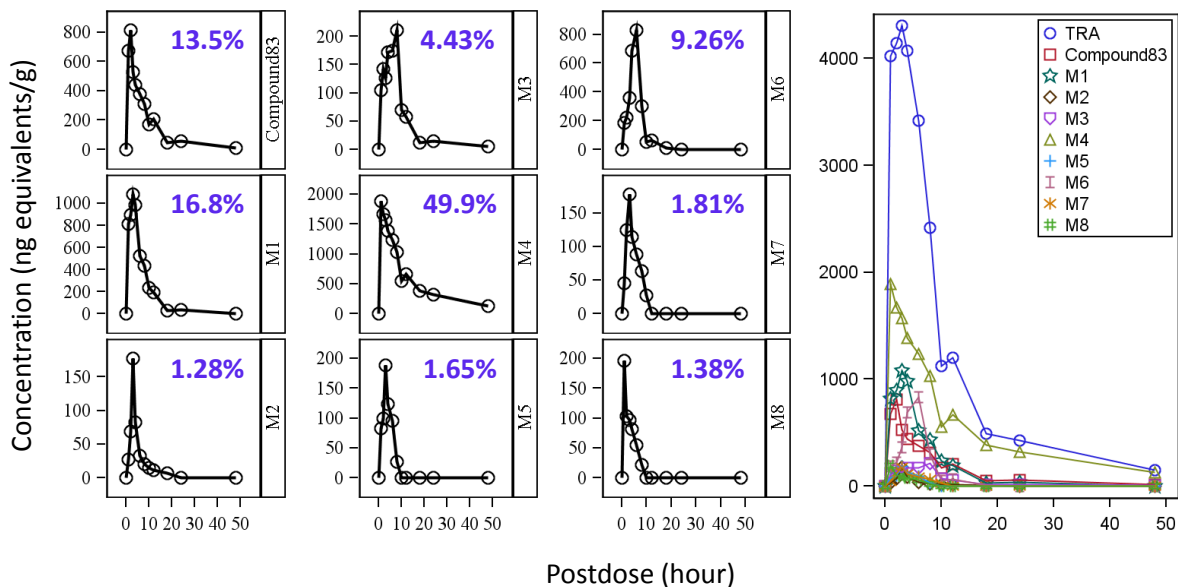 Concentration (ng equivalents/g)
800
600
400
200
0
13.5%
Compound83
200
150
100
50
0
4.43%
M3
800
600
400
200
0
9.26%
M6
1000
800
600
400
200
0
16.8%
M1
2000
1500
1000
500
0
49.9%
M4
150
100
50
0
1.81%
M7
150
100
50
0
1.28%
M2
200
150
100
50
0
1.65%
M5
200
150
100
50
0
1.38%
M8
0 10 20 30 40 50
0 10 20 30 40 50
0 10 20 30 40 50
4000
3000
2000
1000
0
TRA
Compound83
M1
M2
M3
M4
M5
M6
M7
M8
0 10 20 30 40 50
Postdose (hour)